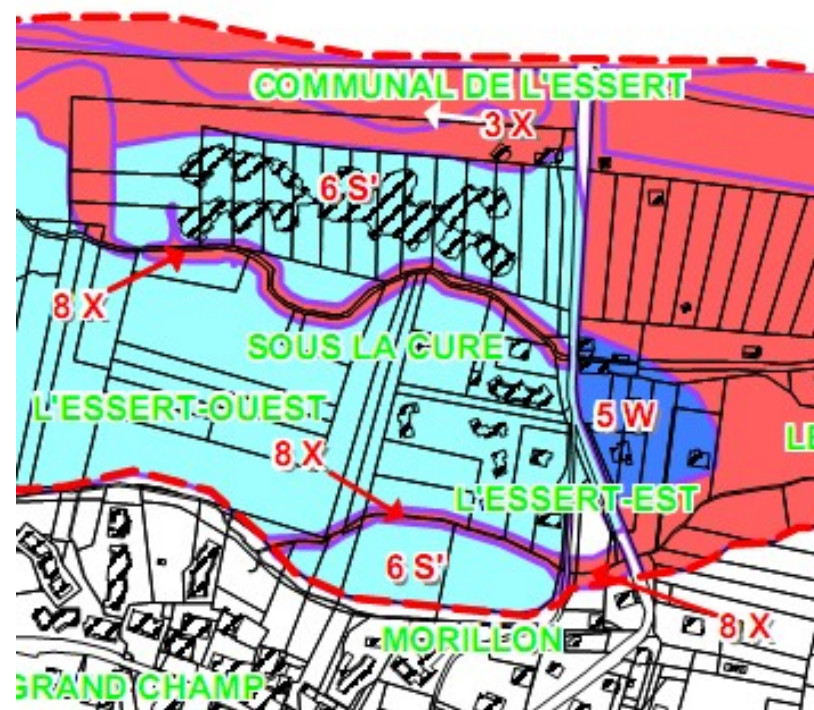 COMMUNAL DE L'ESSERT
3 X
6 S'
8 X
SOUS LA CURE
L'ESSERT-OUEST
5 W
LE
8 X
L'ESSERT-EST
6 S'
8 X
MORILLON
GRAND CHAMP